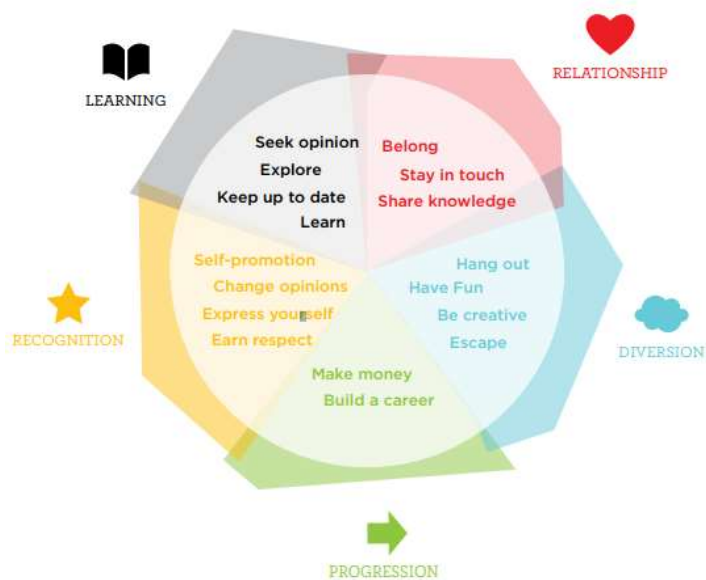 LEARNING
Seek opinion
Explore
Keep up to date
Learn
RELATIONSHIP
Belong
Stay in touch
Share knowledge
RECOGNITION
Self-promotion
Change opinions
Express yourself
Earn respect
DIVERSION
Hang out
Have Fun
Be creative
Escape
Make money
Build a career
PROGRESSION